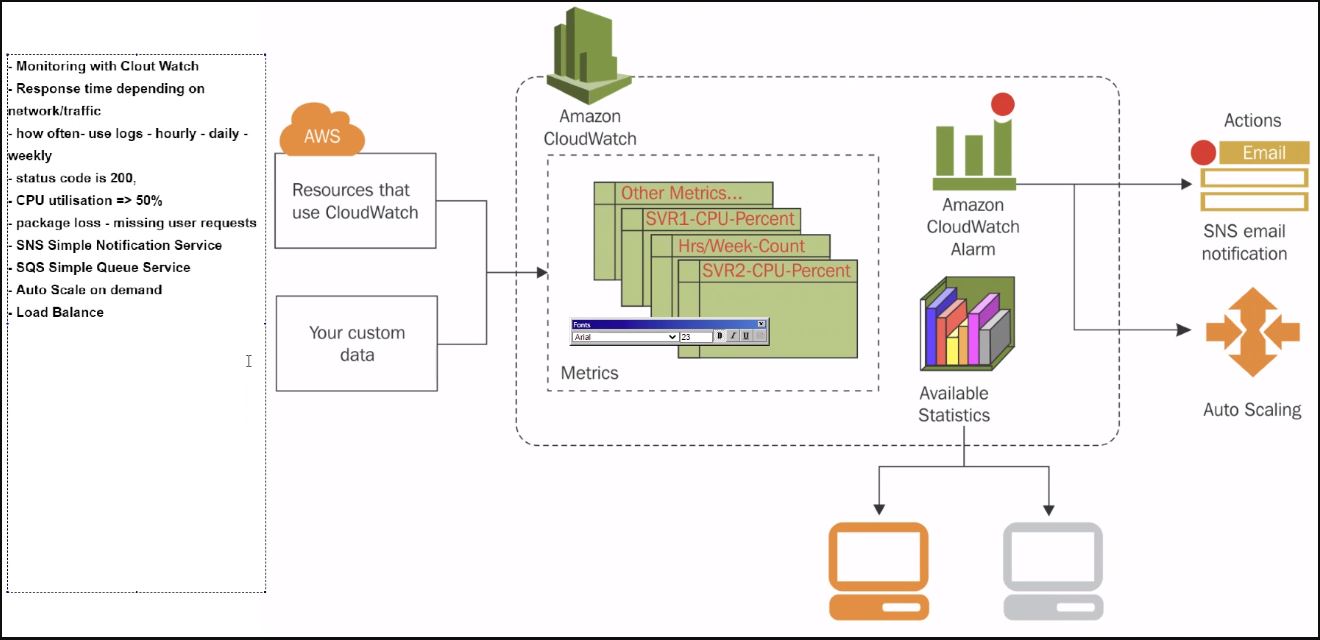 - Monitoring with Clout Watch
- Response time depending on
network/traffic
- how often- use logs - hourly - daily -
weekly
- status code is 200,
- CPU utilisation => 50%
- package loss - missing user requests
- SNS Simple Notification Service
- SQS Simple Queue Service
- Auto Scale on demand
- Load Balance
AWS
Resources that
use CloudWatch
Your custom
data
Amazon
CloudWatch
Other Metrics...
SVR1-CPU-Percent
Hrs/Week-Count
SVR2-CPU-Percent
Fonts
Arial
23
B I U
Metrics
Amazon
CloudWatch
Alarm
Available
Statistics
Actions
Email
SNS email
notification
Auto Scaling